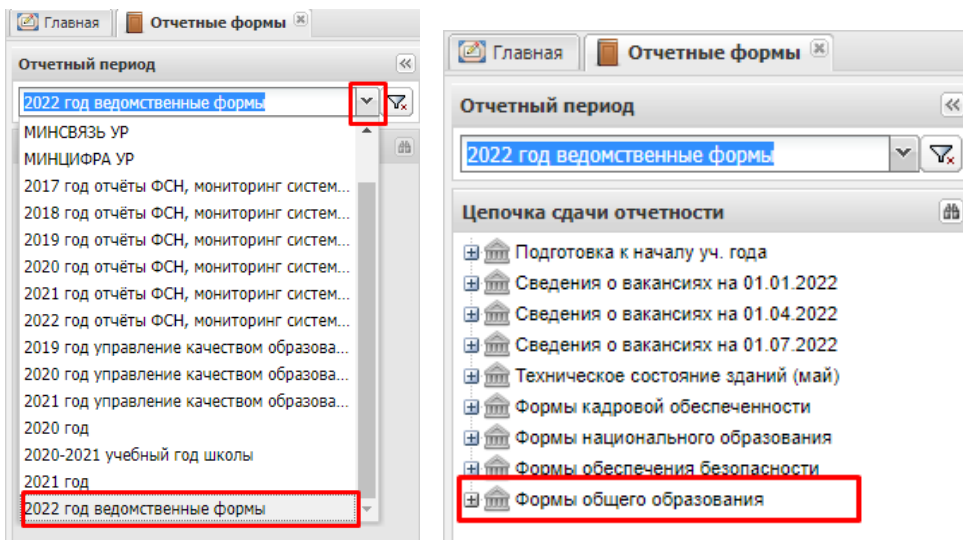 Главная
Отчетные формы
Отчетный период
2022 год ведомственные формы
МИНСВЯЗЬ УР
МИНЦИФРА УР
2017 год отчёты ФСН, мониторинг систем...
2018 год отчёты ФСН, мониторинг систем...
2019 год отчёты ФСН, мониторинг систем...
2020 год отчёты ФСН, мониторинг систем...
2021 год отчёты ФСН, мониторинг систем...
2022 год отчёты ФСН, мониторинг систем...
2019 год управление качеством образова...
2020 год управление качеством образова...
2021 год управление качеством образова...
2020 год
2020-2021 учебный год школы
2021 год
2022 год ведомственные формы
Главная
Отчетные формы
Отчетный период
2022 год ведомственные формы
Цепочка сдачи отчетности
Подготовка к началу уч. года
Сведения о вакансиях на 01.01.2022
Сведения о вакансиях на 01.04.2022
Сведения о вакансиях на 01.07.2022
Техническое состояние зданий (май)
Формы кадровой обеспеченности
Формы национального образования
Формы обеспечения безопасности
Формы общего образования